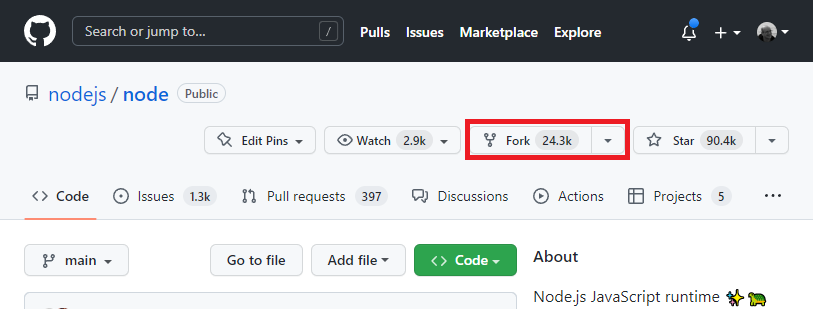 Search or jump to... / Pulls Issues Marketplace Explore
nodejs / node Public
Edit Pins Watch 2.9k Fork 24.3k Star 90.4k
Code Issues 1.3k Pull requests 397 Discussions Actions Projects 5 ...
main Go to file Add file Code About
Node.js JavaScript runtime ✨🐢